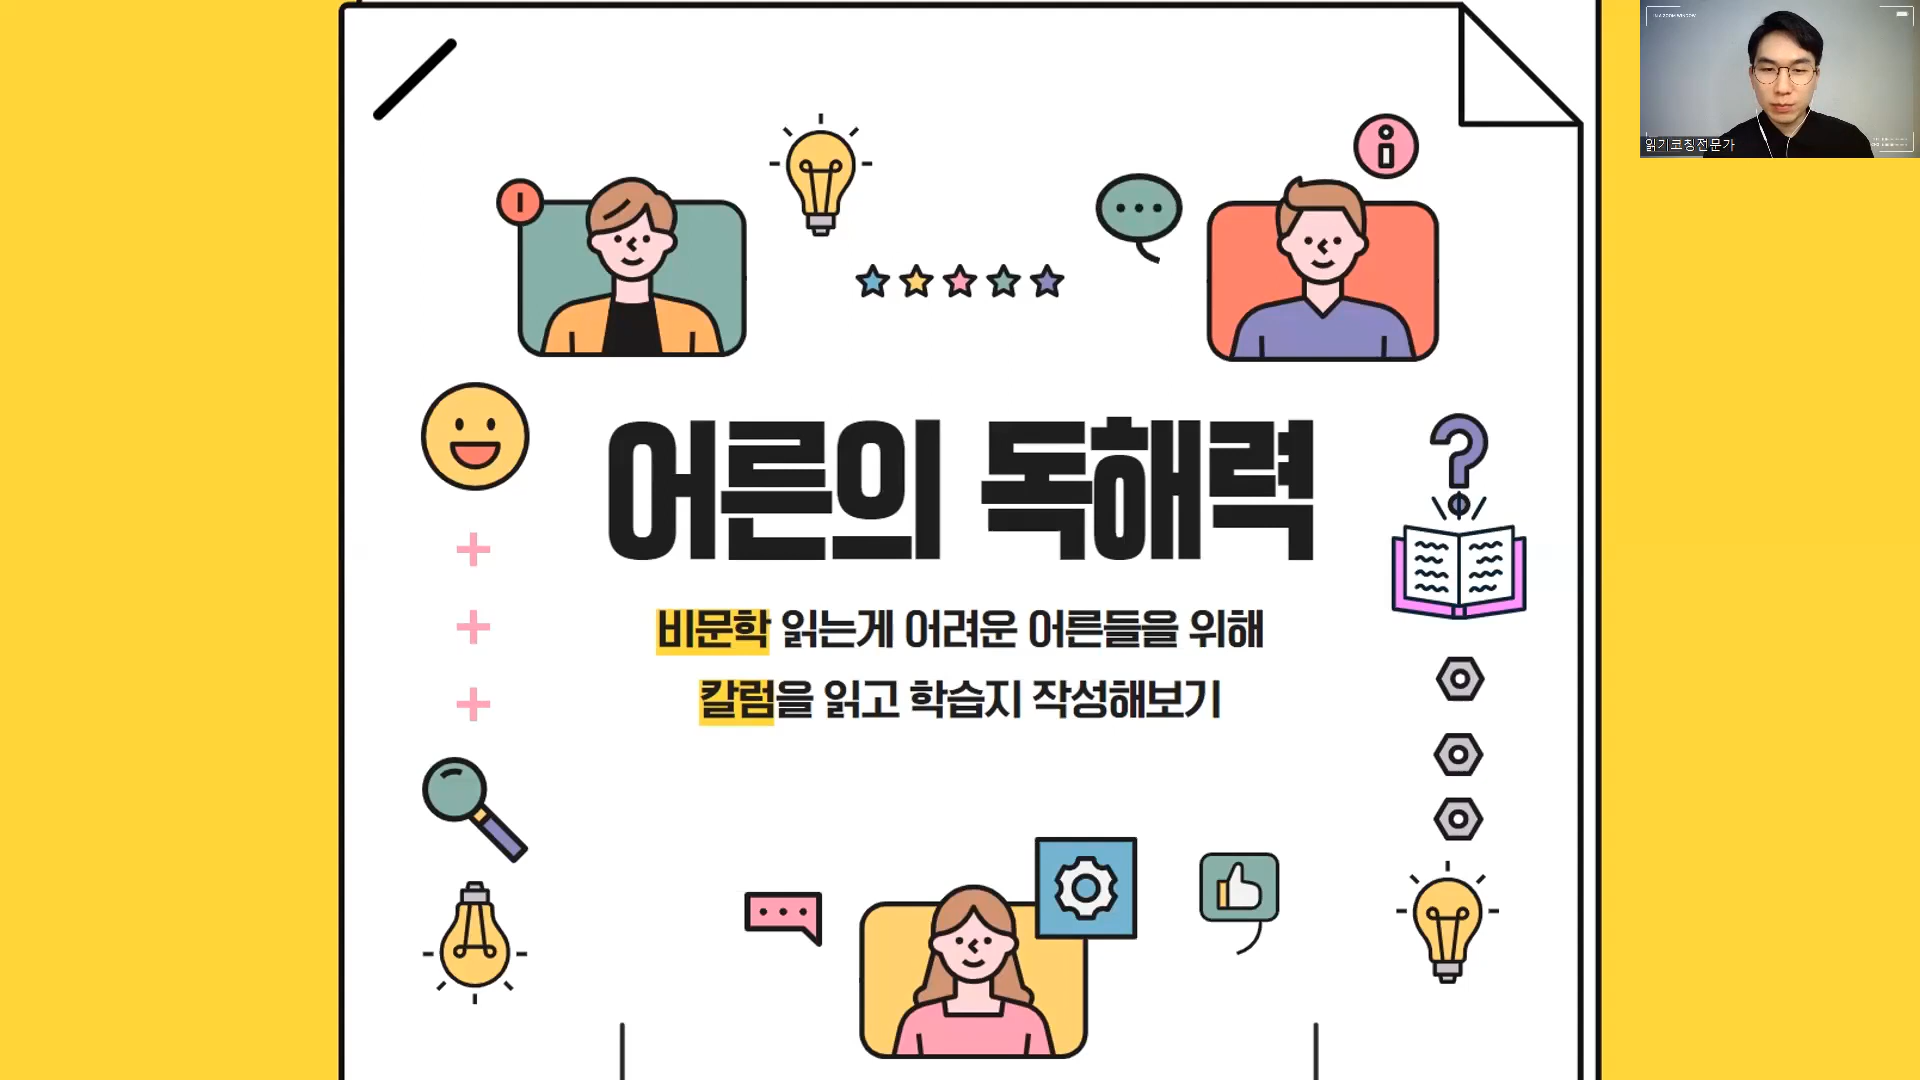 어른의 독해력
비문학 읽는게 어려운 어른들을 위해
칼럼을 읽고 학습지 작성해보기
읽기코칭전문가